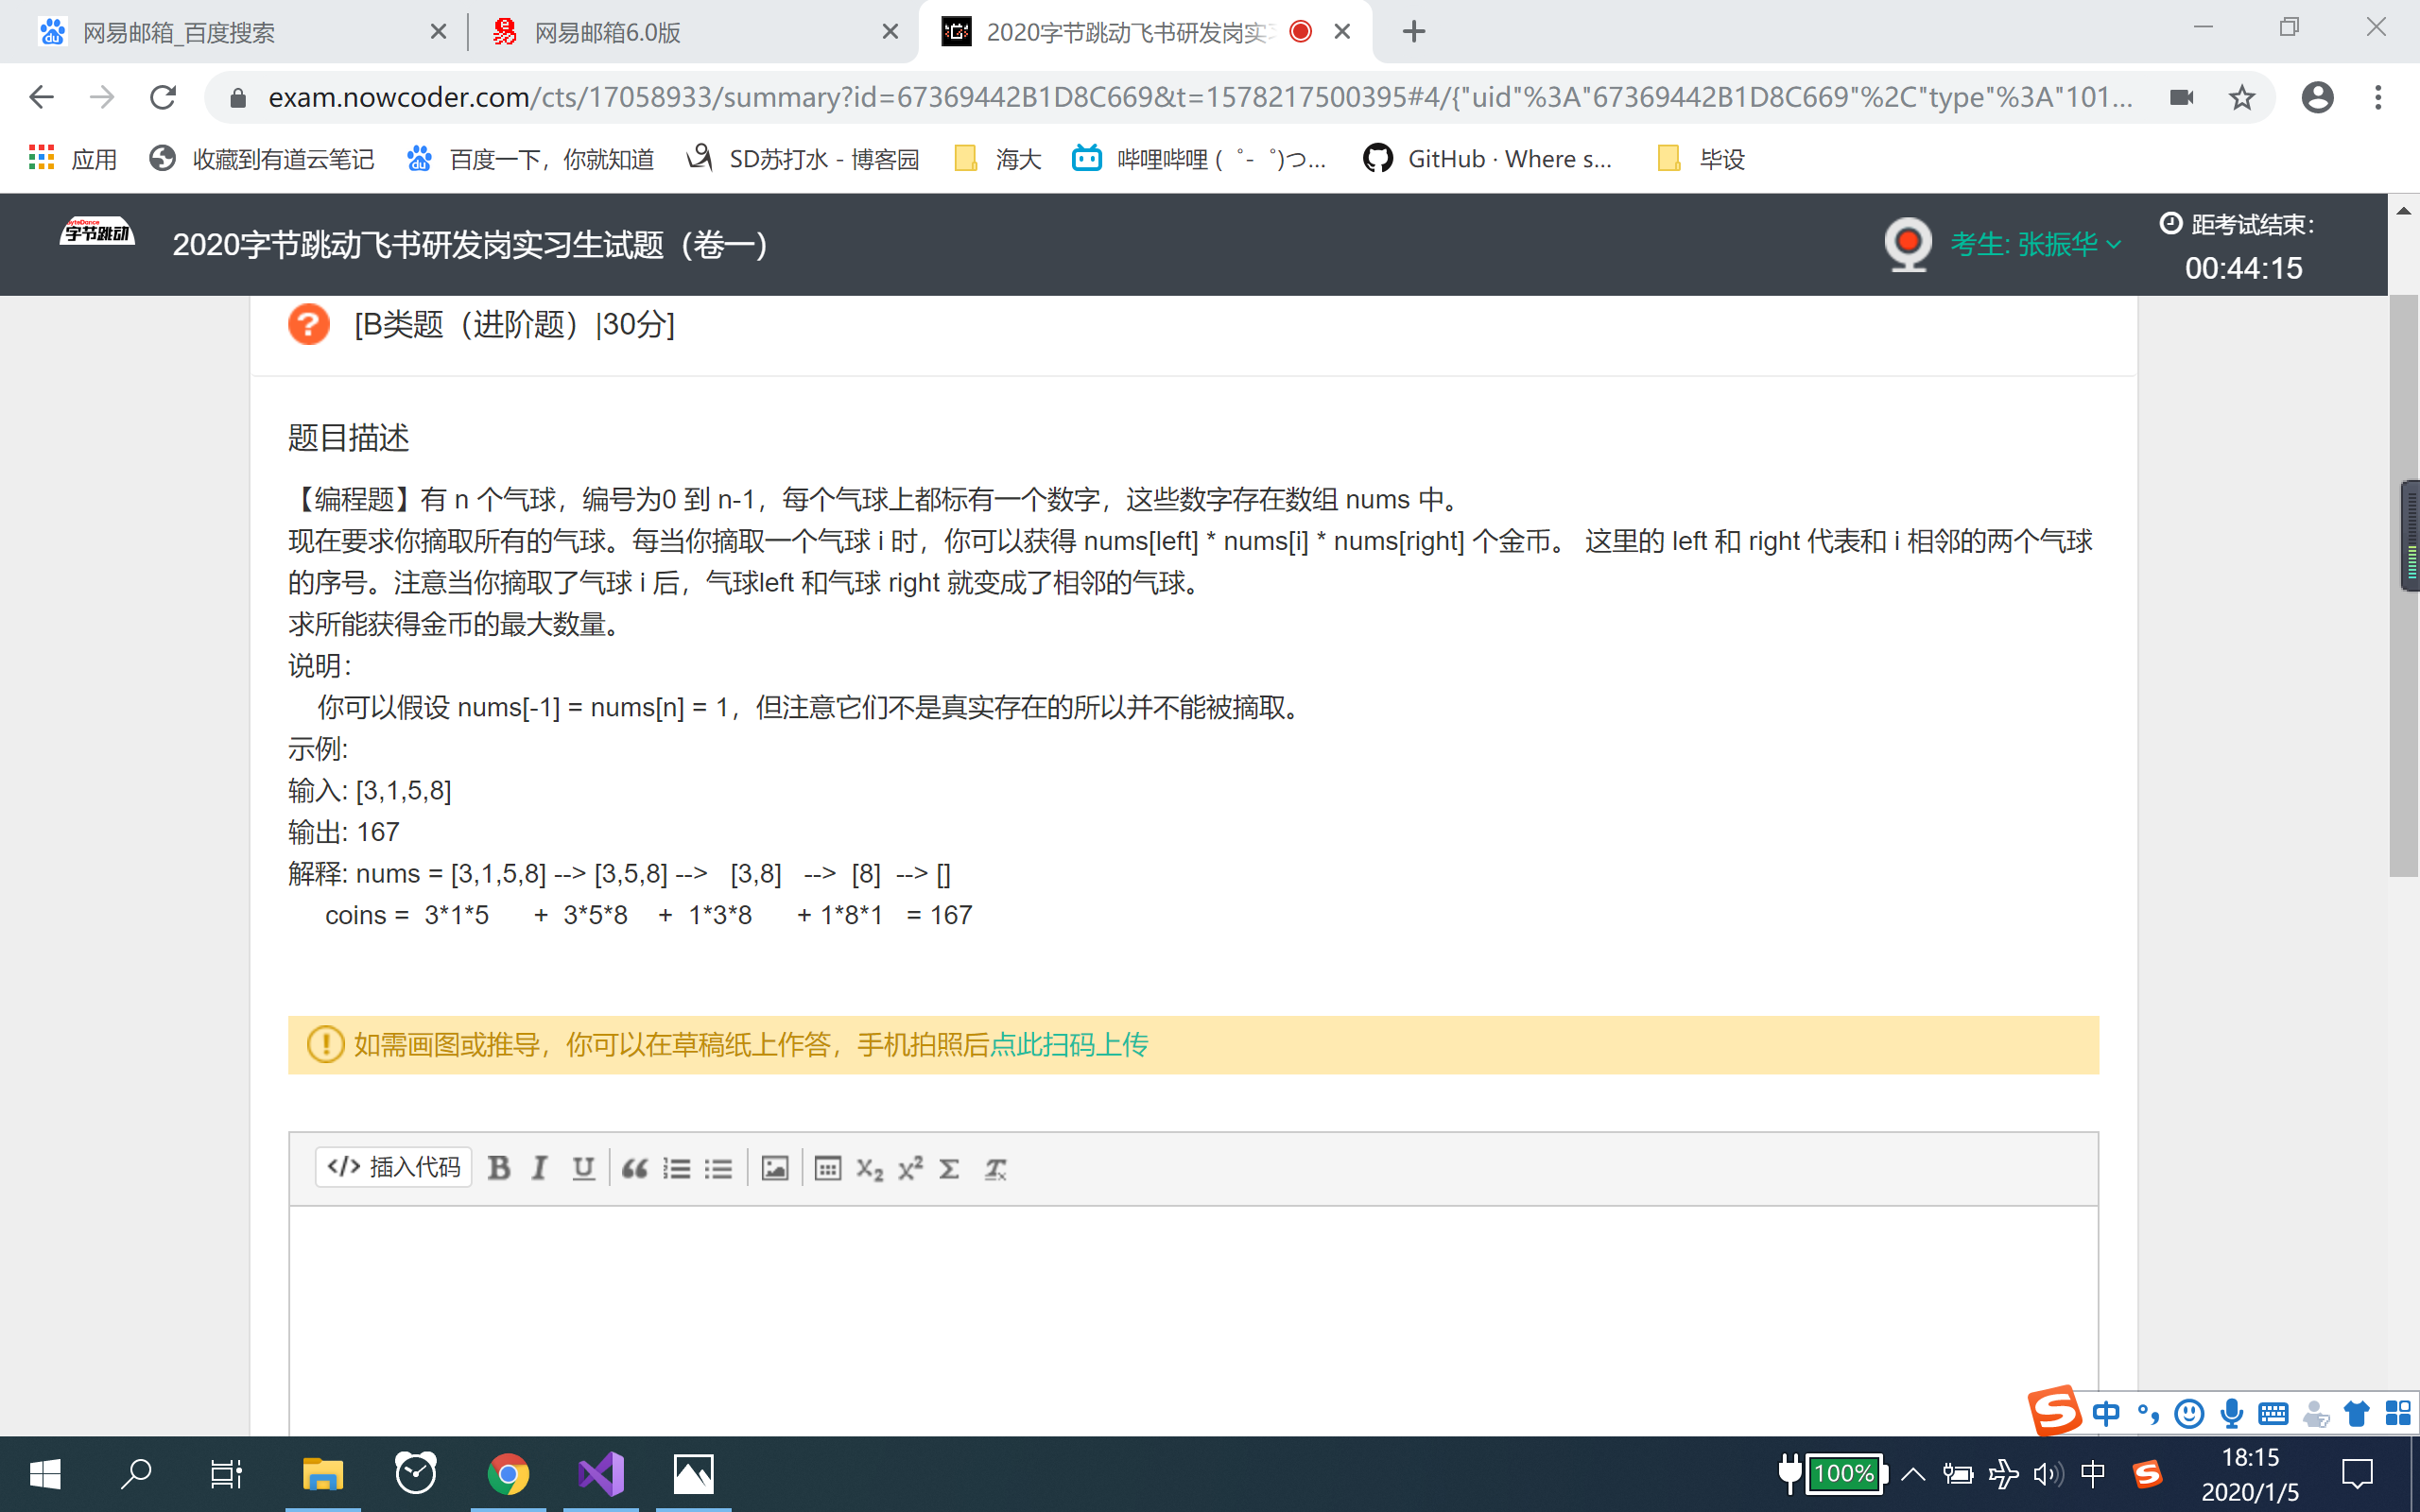 网易邮箱_百度搜索
网易邮箱6.0版
2020字节跳动飞书研发岗实
exam.nowcoder.com/cts/17058933/summary?id=67369442B1D8C669&t=1578217500395#4/{"uid"%3A"67369442B1D8C669"%2C"type"%3A"101...
应用
收藏到有道云笔记
百度一下，你就知道
SD苏打水 - 博客园
海大
哔哩哔哩 (゜-゜)つ...
GitHub · Where s...
毕设
ByteDance
字节跳动
2020字节跳动飞书研发岗实习生试题（卷一）
考生: 张振华
距考试结束:
00:44:15
[B类题（进阶题）|30分]
题目描述
【编程题】有 n 个气球，编号为0 到 n-1，每个气球上都标有一个数字，这些数字存在数组 nums 中。
现在要求你摘取所有的气球。每当你摘取一个气球 i 时，你可以获得 nums[left] * nums[i] * nums[right] 个金币。 这里的 left 和 right 代表和 i 相邻的两个气球
的序号。注意当你摘取了气球 i 后，气球left 和气球 right 就变成了相邻的气球。
求所能获得金币的最大数量。
说明:
你可以假设 nums[-1] = nums[n] = 1，但注意它们不是真实存在的所以并不能被摘取。
示例:
输入: [3,1,5,8]
输出: 167
解释: nums = [3,1,5,8] --> [3,5,8] --> [3,8] --> [8] --> []
coins = 3*1*5 + 3*5*8 + 1*3*8 + 1*8*1 = 167
如需画图或推导，你可以在草稿纸上作答，手机拍照后点此扫码上传
</> 插入代码
中
100%
中
18:15
2020/1/5